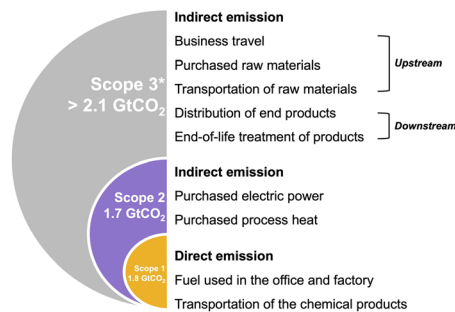 Indirect emission
Business travel
Purchased raw materials
Transportation of raw materials
Distribution of end products
End-of-life treatment of products
Upstream
Downstream
Scope 3*
> 2.1 GtCO₂
Indirect emission
Purchased electric power
Purchased process heat
Scope 2
1.7 GtCO₂
Direct emission
Fuel used in the office and factory
Transportation of the chemical products
Scope 1
1.8 GtCO₂